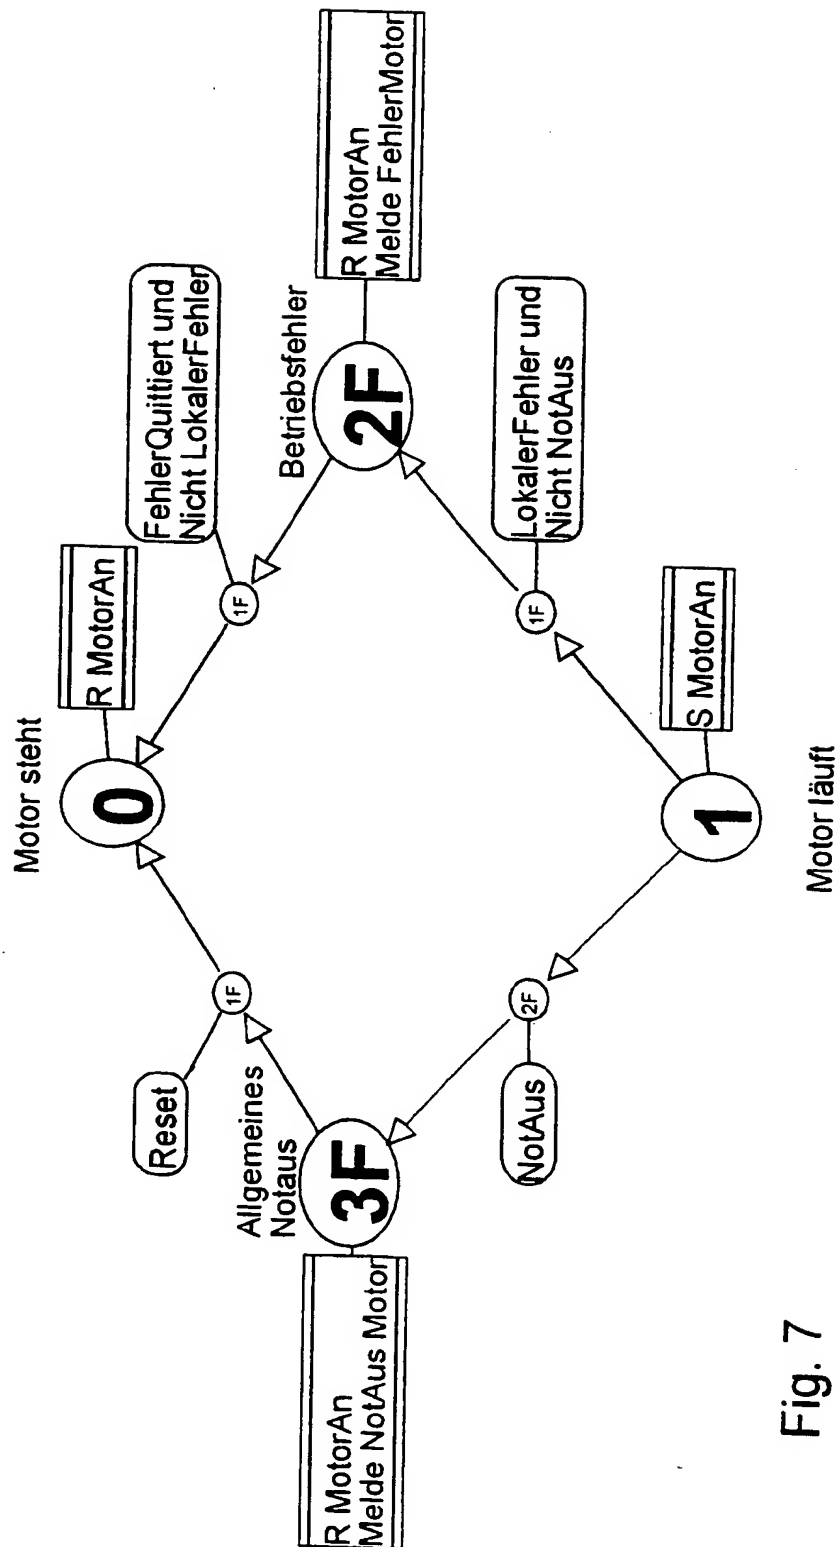 Motor steht
0
R MotorAn
FehlerQuittiert und
Nicht LokalerFehler
1F
Reset
1F
Allgemeines
Notaus
3F
R MotorAn
Melde NotAus Motor
Betriebsfehler
2F
R MotorAn
Melde FehlerMotor
NotAus
2F
LokalerFehler und
Nicht NotAus
1F
1
S MotorAn
Motor läuft
Fig. 7